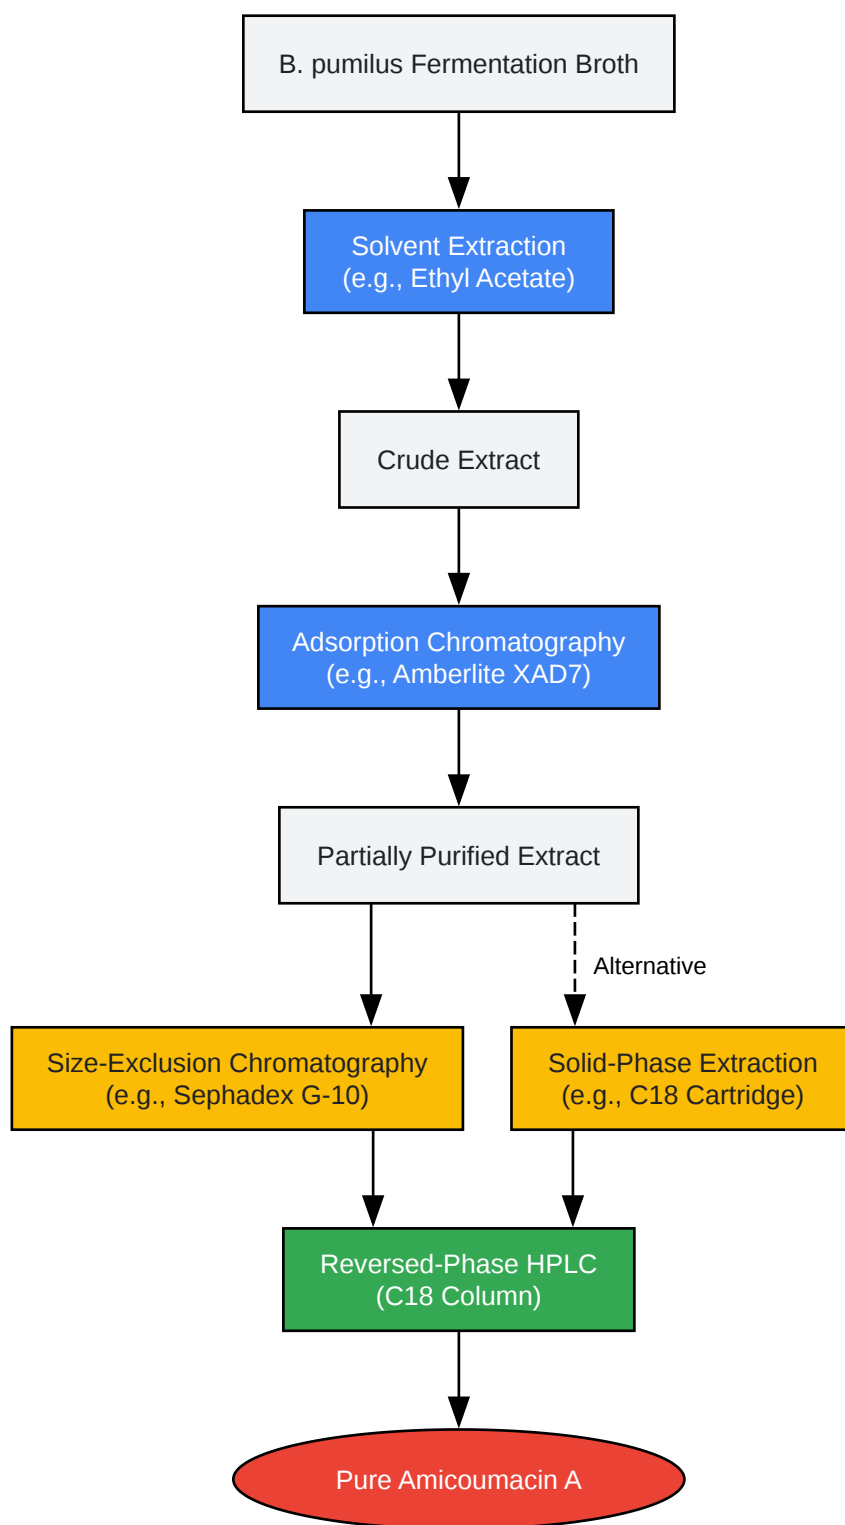 B. pumilus Fermentation Broth
Solvent Extraction
(e.g., Ethyl Acetate)
Crude Extract
Adsorption Chromatography
(e.g., Amberlite XAD7)
Partially Purified Extract
Alternative
Size-Exclusion Chromatography
(e.g., Sephadex G-10)
Solid-Phase Extraction
(e.g., C18 Cartridge)
Reversed-Phase HPLC
(C18 Column)
Pure Amicoumacin A